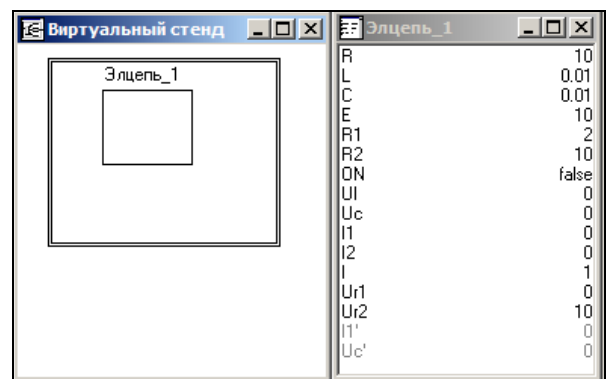 Виртуальный стенд
Элцепь_1
Элцепь_1
R 10
L 0.01
C 0.01
E 10
R1 2
R2 10
ON false
Ul 0
Uc 0
I1 0
I2 0
I 1
Ur1 0
Ur2 10
I1' 0
Uc' 0